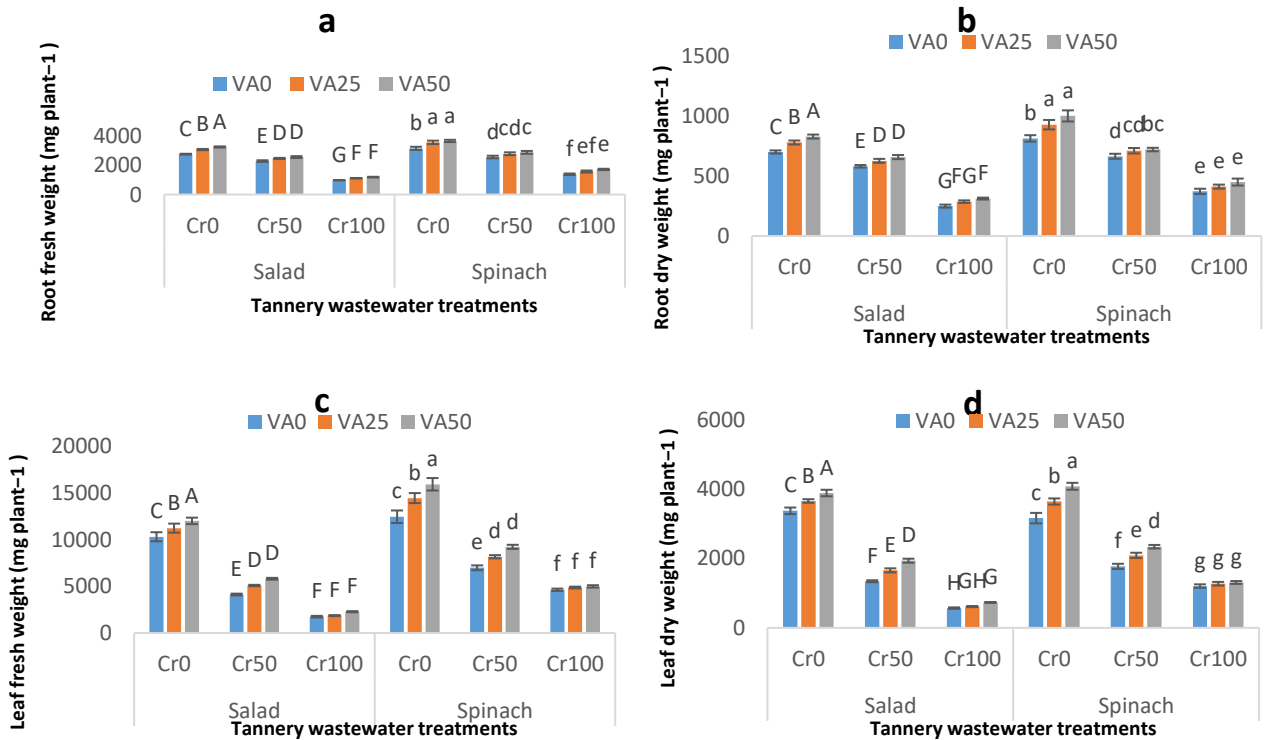 a
VA0 VA25 VA50
Root fresh weight (mg plant−1 )
4000
2000
0
C B A E D D G F F b a a d cd c f ef e
Cr0 Cr50 Cr100 Cr0 Cr50 Cr100
Salad Spinach
Tannery wastewater treatments
b
VA0 VA25 VA50
Root dry weight (mg plant−1 )
1500
1000
500
0
C B A E D D G FG F b a a d cd bc e e e
Cr0 Cr50 Cr100 Cr0 Cr50 Cr100
Salad Spinach
Tannery wastewater treatments
c
VA0 VA25 VA50
Leaf fresh weight (mg plant−1 )
20000
15000
10000
5000
0
C B A E D D F F F c b a e d d f f f
Cr0 Cr50 Cr100 Cr0 Cr50 Cr100
Salad Spinach
Tannery wastewater treatments
d
VA0 VA25 VA50
Leaf dry weight (mg plant−1 )
6000
4000
2000
0
C B A F E D H GH G c b a f e d g g g
Cr0 Cr50 Cr100 Cr0 Cr50 Cr100
Salad Spinach
Tannery wastewater treatments